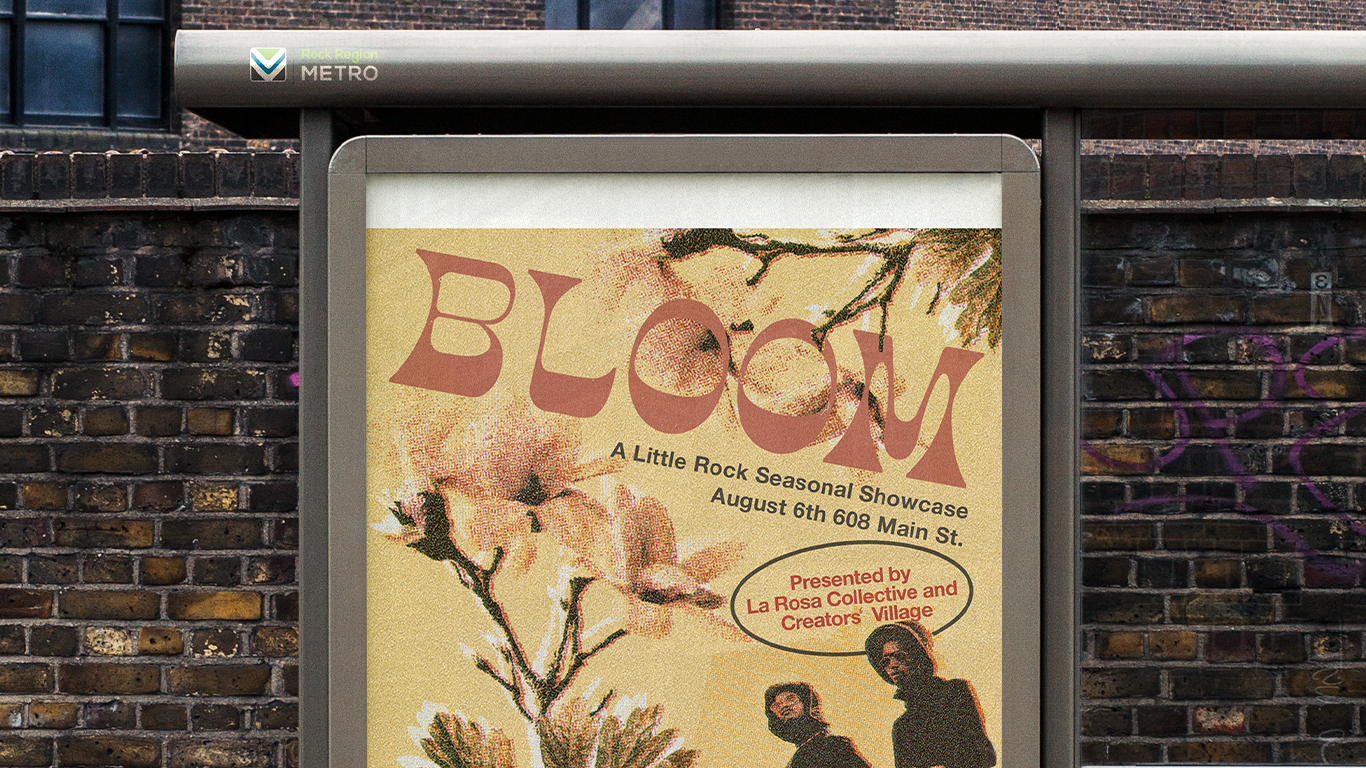 Rock Region
METRO
BLOOM
A Little Rock Seasonal Showcase
August 6th 608 Main St.
Presented by
La Rosa Collective and
Creators' Village